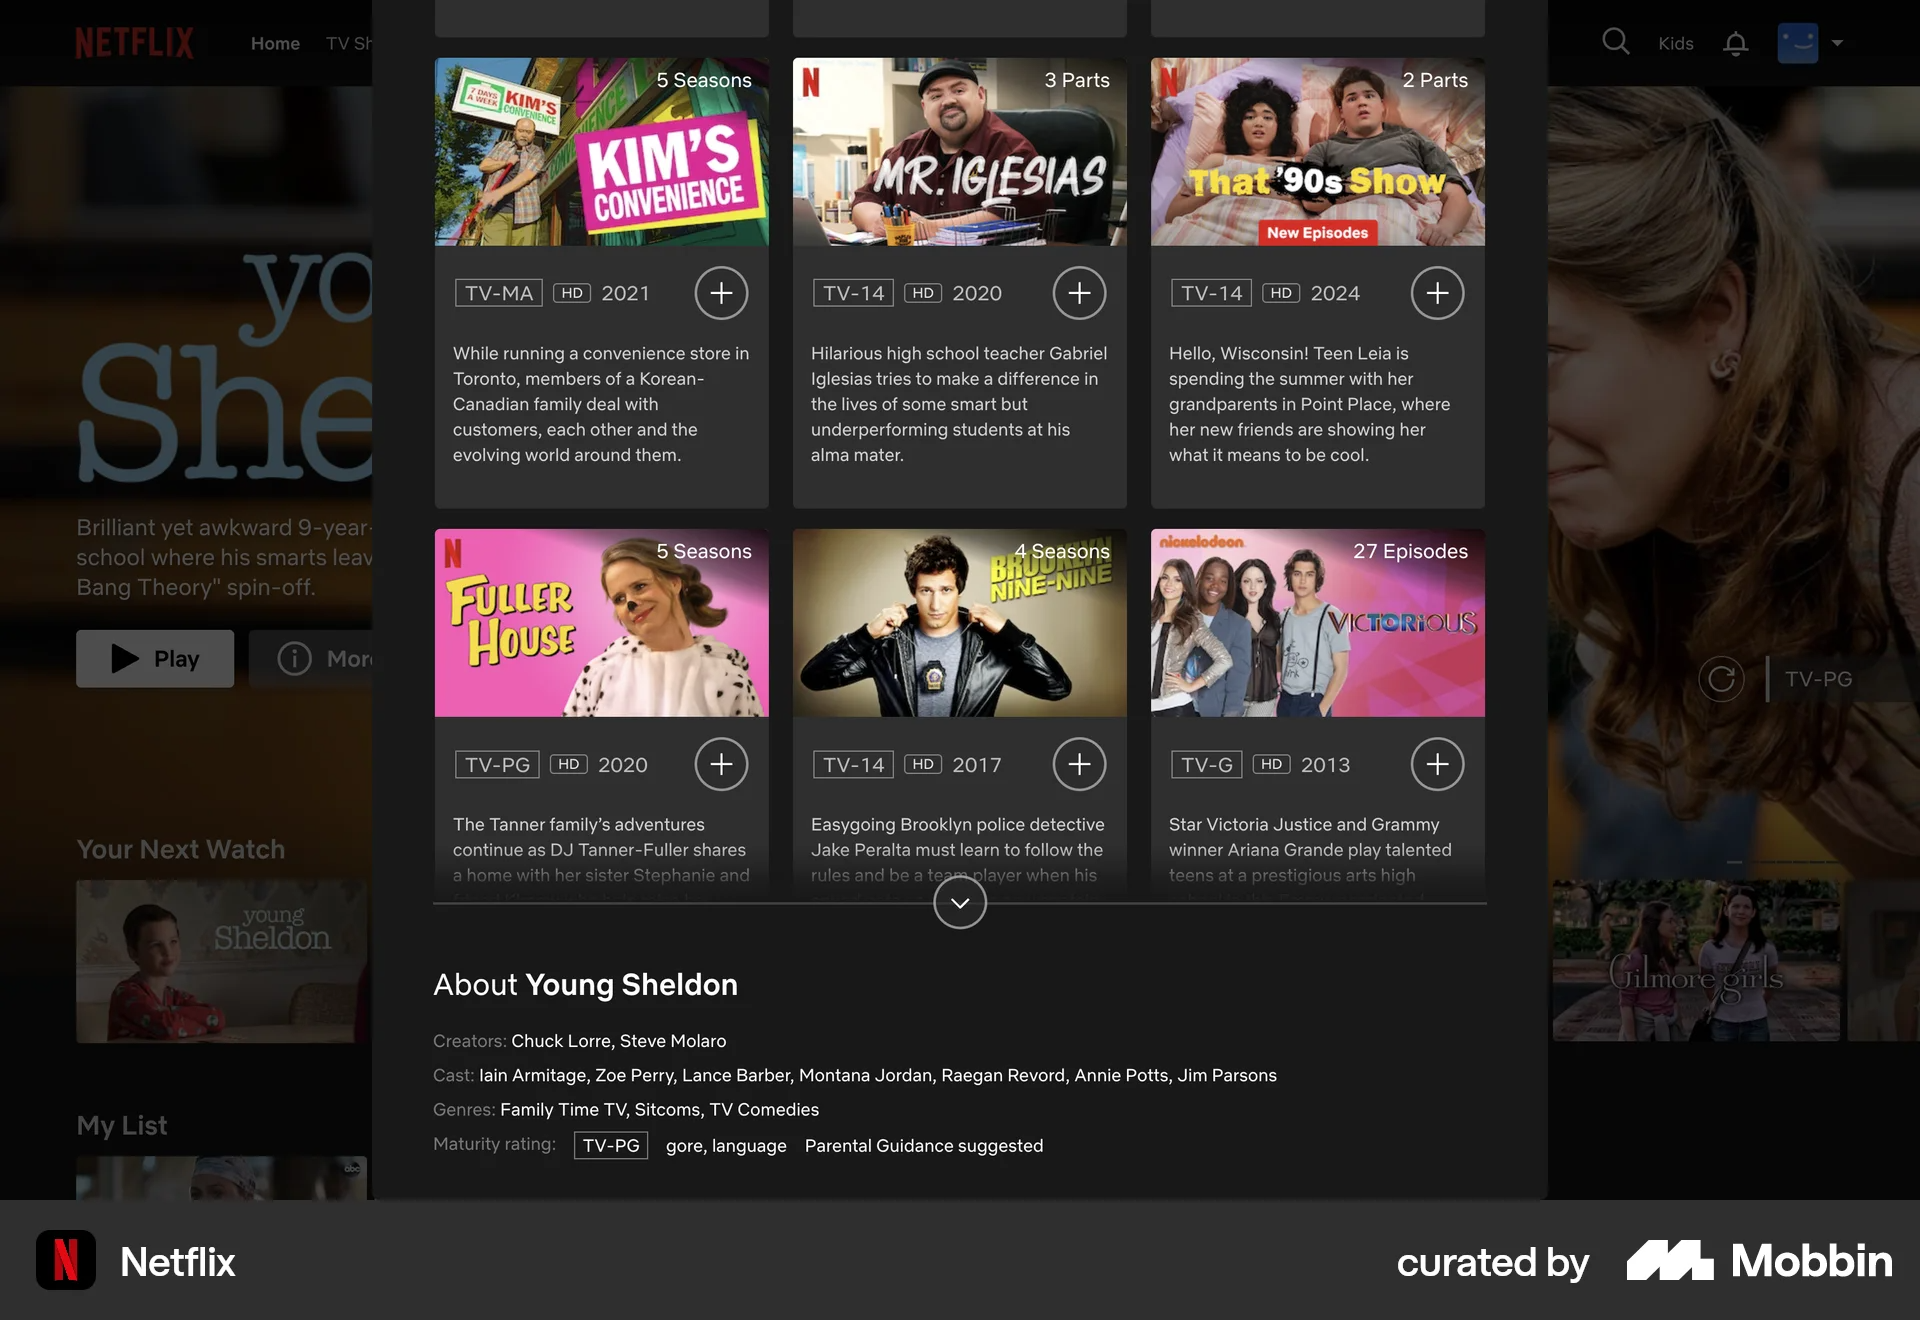 NETFLIX
Home
TV Sh
Kids
5 Seasons
7 DAYS
A WEEK
KIM'S
CONVENIENCE
CONVENIENCE
KIM'S
CONVENIENCE
TV-MA HD 2021
While running a convenience store in
Toronto, members of a Korean-
Canadian family deal with
customers, each other and the
evolving world around them.
N
3 Parts
MR. IGLESIAS
TV-14 HD 2020
Hilarious high school teacher Gabriel
Iglesias tries to make a difference in
the lives of some smart but
underperforming students at his
alma mater.
N
2 Parts
That '90s Show
New Episodes
TV-14 HD 2024
Hello, Wisconsin! Teen Leia is
spending the summer with her
grandparents in Point Place, where
her new friends are showing her
what it means to be cool.
N
5 Seasons
FULLER
HOUSE
TV-PG HD 2020
The Tanner family’s adventures
continue as DJ Tanner-Fuller shares
a home with her sister Stephanie and
4 Seasons
BROOKLYN
NINE-NINE
TV-14 HD 2017
Easygoing Brooklyn police detective
Jake Peralta must learn to follow the
rules and be a team player when his
nickelodeon
27 Episodes
VICTORiOUS
TV-G HD 2013
Star Victoria Justice and Grammy
winner Ariana Grande play talented
teens at a prestigious arts high
About Young Sheldon
Creators: Chuck Lorre, Steve Molaro
Cast: Iain Armitage, Zoe Perry, Lance Barber, Montana Jordan, Raegan Revord, Annie Potts, Jim Parsons
Genres: Family Time TV, Sitcoms, TV Comedies
Maturity rating: TV-PG gore, language Parental Guidance suggested
yo
She
Brilliant yet awkward 9-year-
school where his smarts leav
Bang Theory" spin-off.
Play
More
TV-PG
Your Next Watch
young
Sheldon
Gilmore girls
My List
abc
N
Netflix
curated by
Mobbin